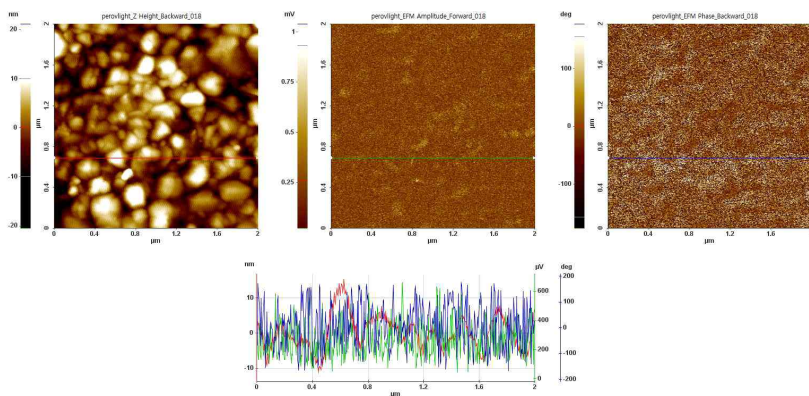 nm perovlight_Z Height_Backward_018
20
10
0
-10
-20
2
1.6
1.2
0.8
0.4
0
µm
0 0.4 0.8 1.2 1.6 2
µm
mV perovlight_EFM Amplitude_Forward_018
1
0.75
0.5
0.25
2
1.6
1.2
0.8
0.4
0
µm
0 0.4 0.8 1.2 1.6 2
µm
deg perovlight_EFM Phase_Backward_018
100
0
-100
2
1.6
1.2
0.8
0.4
0
µm
0 0.4 0.8 1.2 1.6
µm
nm µV deg
10
0
-10
600
400
200
0
200
100
0
-100
-200
0 0.4 0.8 1.2 1.6 2
µm